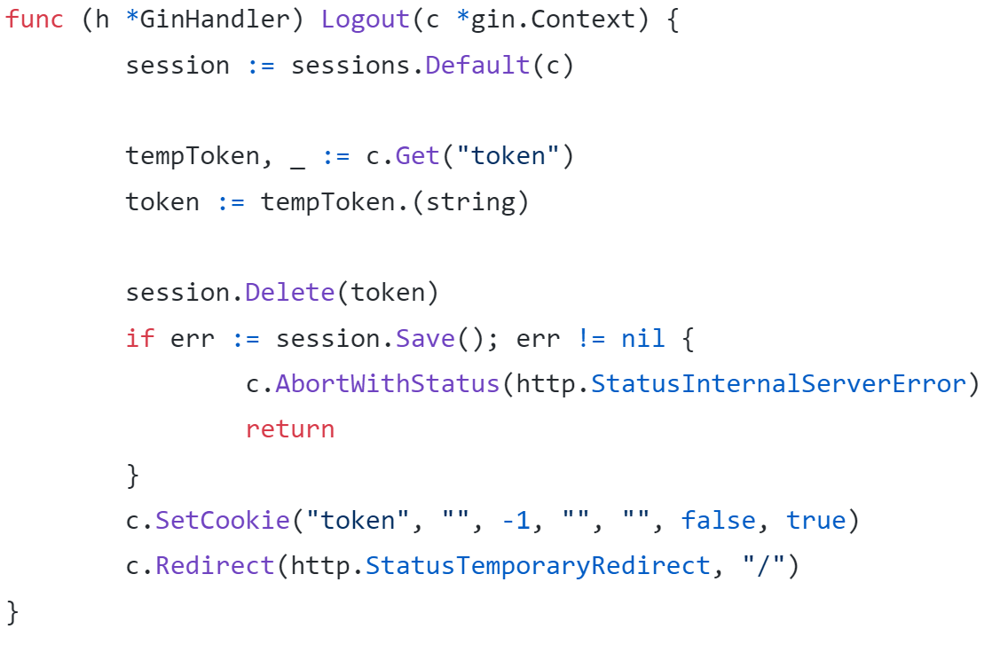 func (h *GinHandler) Logout(c *gin.Context) {
        session := sessions.Default(c)

        tempToken, _ := c.Get("token")
        token := tempToken.(string)

        session.Delete(token)
        if err := session.Save(); err != nil {
                c.AbortWithStatus(http.StatusInternalServerError)
                return
        }
        c.SetCookie("token", "", -1, "", "", false, true)
        c.Redirect(http.StatusTemporaryRedirect, "/")
}